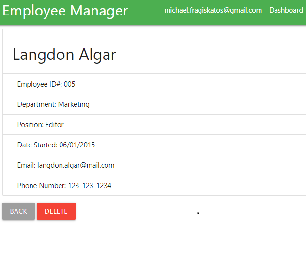 Employee Manager
michael.fragiskatos@gmail.com Dashboard
Langdon Algar
Employee ID#: 005
Department: Marketing
Position: Editor
Date Started: 06/01/2015
Email: langdon.algar@mail.com
Phone Number: 123-123-1234
BACK DELETE